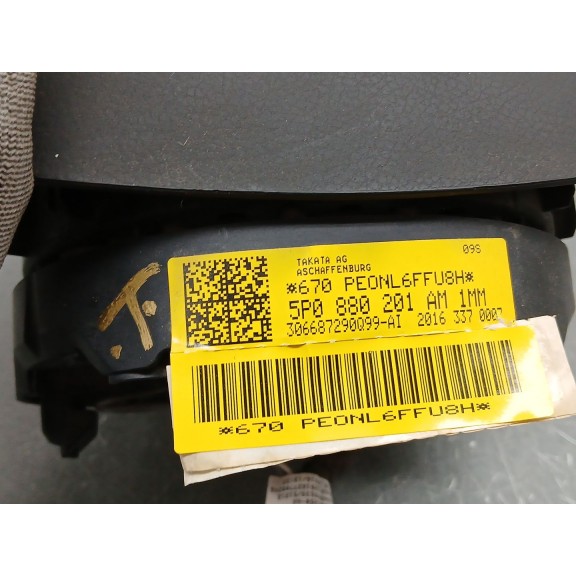 .T.
TAKATA AG
ASCHAFFENBURG
09S
*670 PEONL6FFU8H*
5P0 880 201 AM 1MM
306687290Q99-AI 2016 337 0007
*670 PEONL6FFU8H*